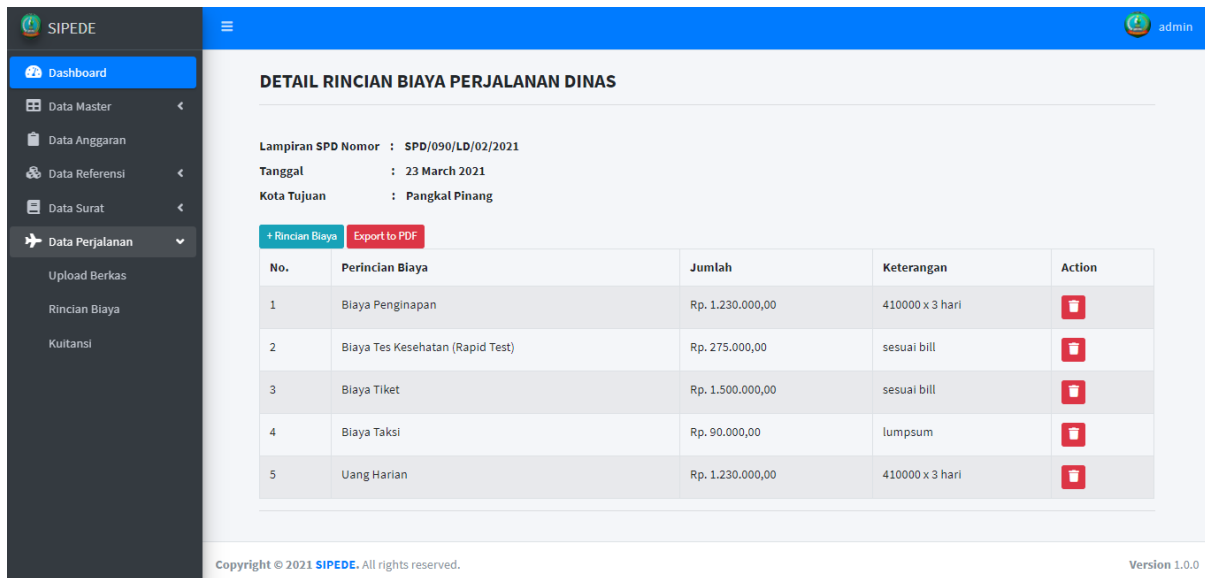 SIPEDE
admin
Dashboard
Data Master
Data Anggaran
Data Referensi
Data Surat
Data Perjalanan
Upload Berkas
Rincian Biaya
Kuitansi
DETAIL RINCIAN BIAYA PERJALANAN DINAS
Lampiran SPD Nomor : SPD/090/LD/02/2021
Tanggal : 23 March 2021
Kota Tujuan : Pangkal Pinang
+ Rincian Biaya Export to PDF
No. Perincian Biaya Jumlah Keterangan Action
1 Biaya Penginapan Rp. 1.230.000,00 410000 x 3 hari
2 Biaya Tes Kesehatan (Rapid Test) Rp. 275.000,00 sesuai bill
3 Biaya Tiket Rp. 1.500.000,00 sesuai bill
4 Biaya Taksi Rp. 90.000,00 lumpsum
5 Uang Harian Rp. 1.230.000,00 410000 x 3 hari
Copyright © 2021 SIPEDE. All rights reserved. Version 1.0.0